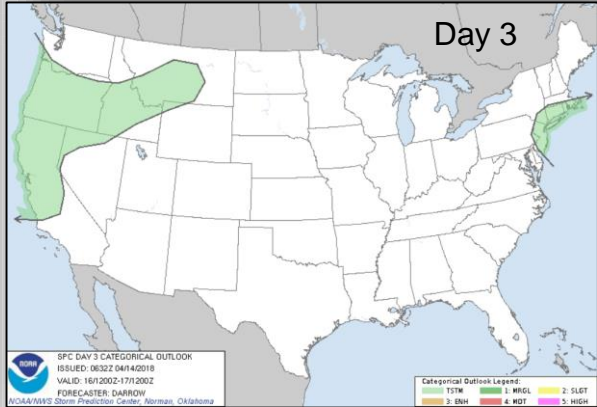 Day 3
NOAA
SPC DAY 3 CATEGORICAL OUTLOOK
ISSUED: 0632Z 04/14/2018
VALID: 16/1200Z-17/1200Z
FORECASTER: DARROW
NOAA/NWS Storm Prediction Center, Norman, Oklahoma
Categorical Outlook Legend:
TSTM 1: MRGL 2: SLGT
3: ENH 4: MDT 5: HIGH